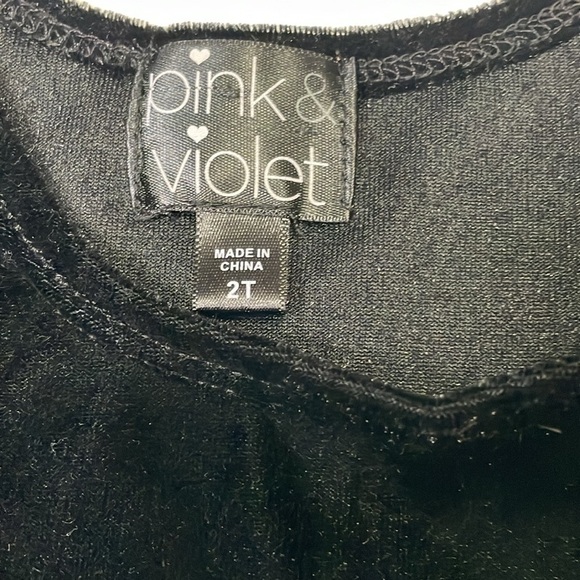 pink &
violet
MADE IN
CHINA
2T